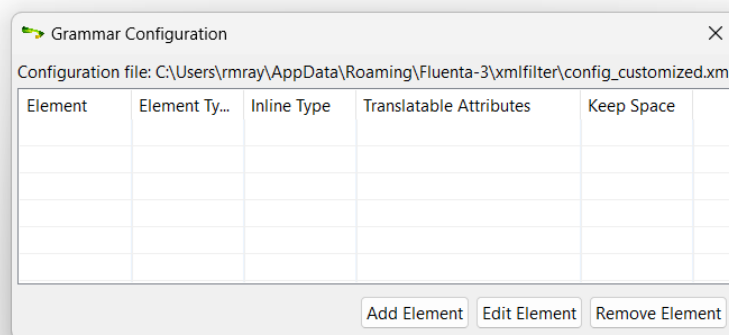 Grammar Configuration
Configuration file: C:\Users\rmray\AppData\Roaming\Fluenta-3\xmlfilter\config_customized.xm
Element Element Ty... Inline Type Translatable Attributes Keep Space
Add Element Edit Element Remove Element